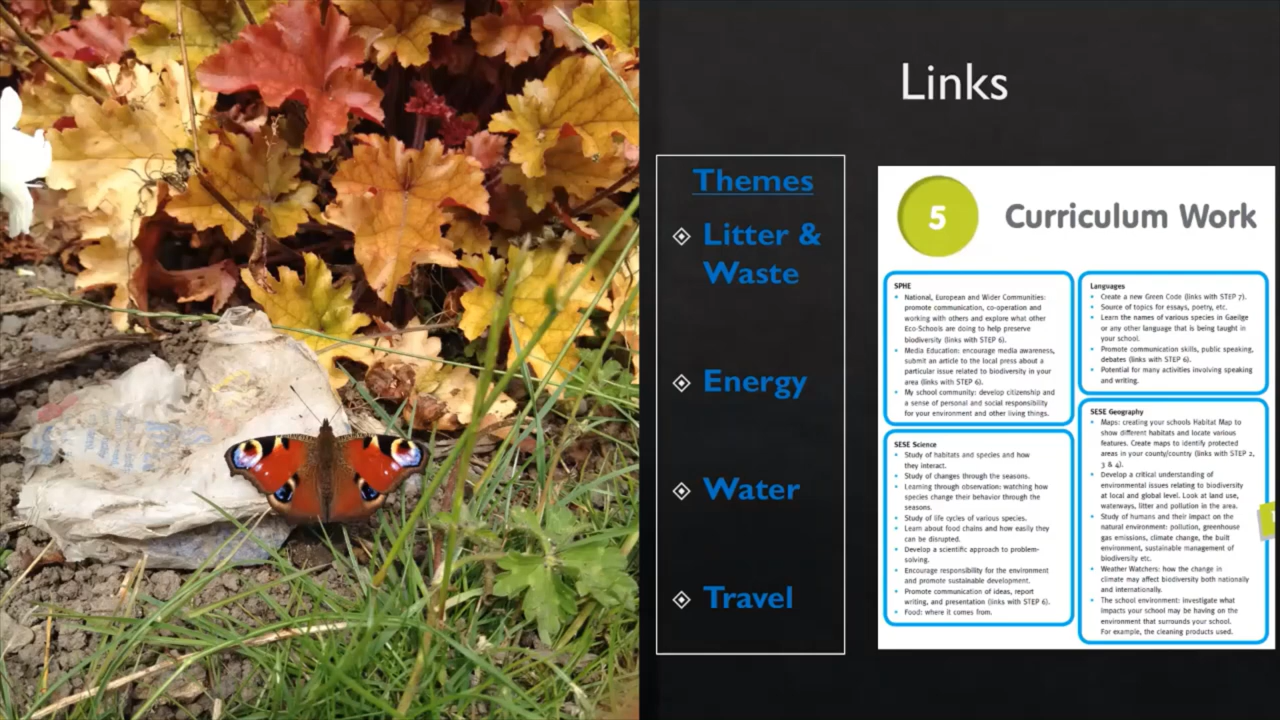 Links
Themes
Litter &
Waste
Energy
Water
Travel
5
Curriculum Work
SPHE
National, European and Wider Communities:
promote communication, co-operation and
working with others and explore what other
Eco-Schools are doing to help preserve
biodiversity (links with STEP 6).
Media Education: encourage media awareness,
submit an article to the local press about a
particular issue related to biodiversity in your
area (links with STEP 6).
My school community: develop citizenship and
a sense of personal and social responsibility
for your environment and other living things.
SESE Science
Study of habitats and species and how
they interact.
Study of changes through the seasons.
Learning through observation: watching how
species change their behavior through the
seasons.
Study of life cycles of various species.
Learn about food chains and how easily they
can be disrupted.
Develop a scientific approach to problem-
solving.
Encourage responsibility for the environment
and promote sustainable development.
Promote communication of ideas, report
writing, and presentation (links with STEP 6).
Food: where it comes from.
Languages
Create a new Green Code (links with STEP 7).
Source of topics for essays, poetry, etc.
Learn the names of various species in Gaeilge
or any other language that is being taught in
your school.
Promote communication skills, public speaking,
debates (links with STEP 6).
Potential for many activities involving speaking
and writing.
SESE Geography
Maps: creating your schools Habitat Map to
show different habitats and locate various
features. Create maps to identify protected
areas in your county/country (links with STEP 2,
3 & 4).
Develop a critical understanding of
environmental issues relating to biodiversity
at local and global level. Look at land use,
waterways, litter and pollution in the area.
Study of humans and their impact on the
natural environment: pollution, greenhouse
gas emissions, climate change, the built
environment, sustainable management of
biodiversity etc.
Weather Watchers: how the change in
climate may affect biodiversity both nationally
and internationally.
The school environment: investigate what
impacts your school may be having on the
environment that surrounds your school.
For example, the cleaning products used.